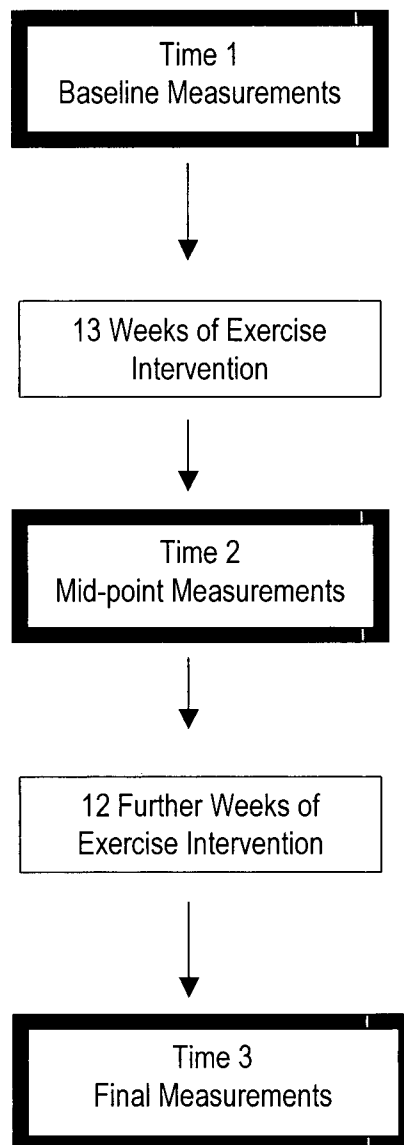 Time 1
Baseline Measurements
13 Weeks of Exercise
Intervention
Time 2
Mid-point Measurements
12 Further Weeks of
Exercise Intervention
Time 3
Final Measurements